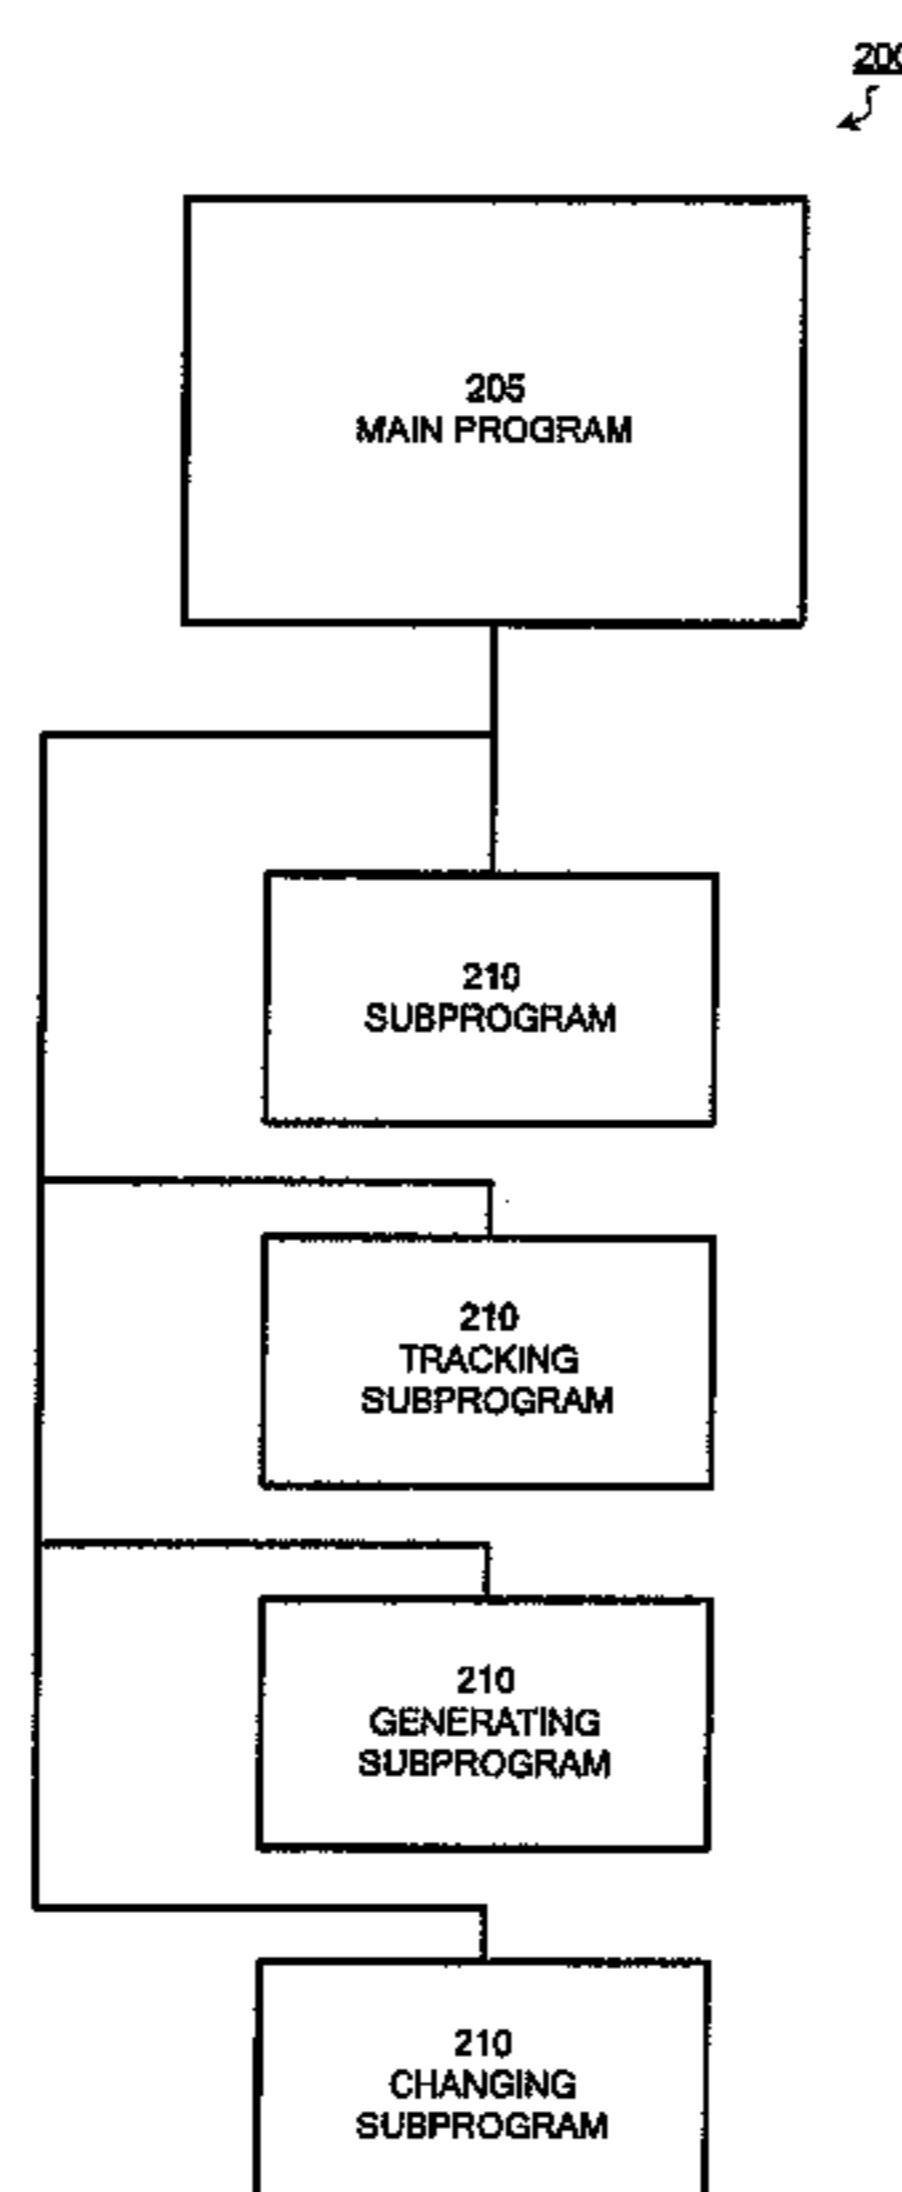 200
205
MAIN PROGRAM
210
SUBPROGRAM
210
TRACKING
SUBPROGRAM
210
GENERATING
SUBPROGRAM
210
CHANGING
SUBPROGRAM